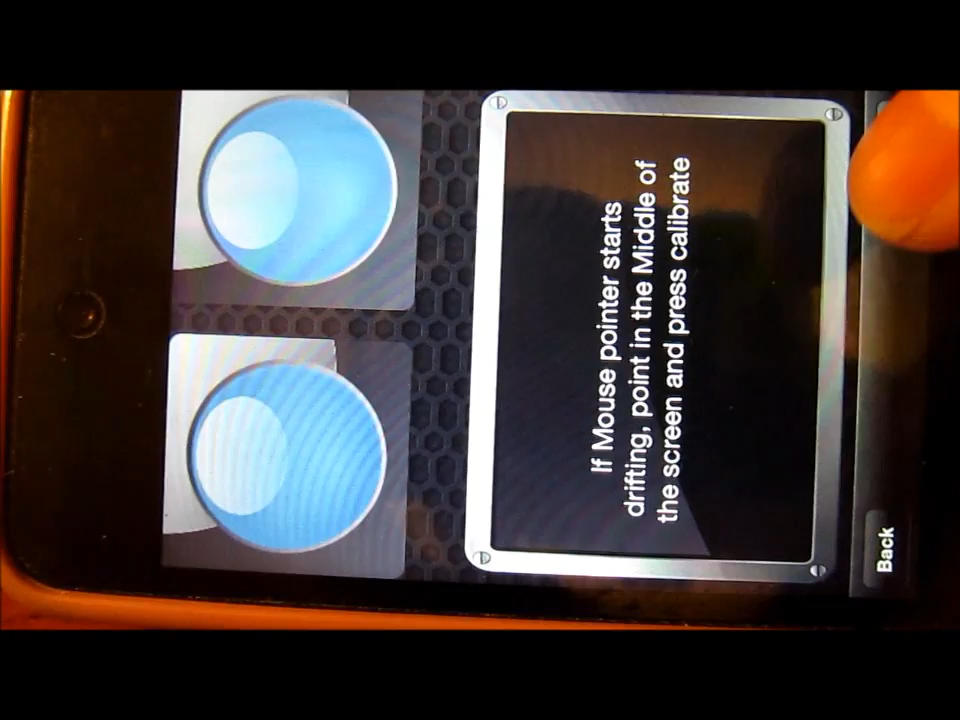 If Mouse pointer starts
drifting, point in the Middle of
the screen and press calibrate
Back